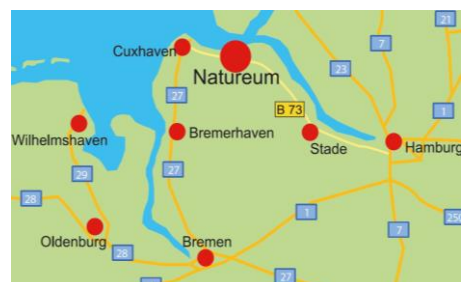 21
7
Cuxhaven
1
23
Natureum
27
B 73
1
Wilhelmshaven
Bremerhaven
Stade
Hamburg
27
29
28
1
250
7
Oldenburg
28
Bremen
27